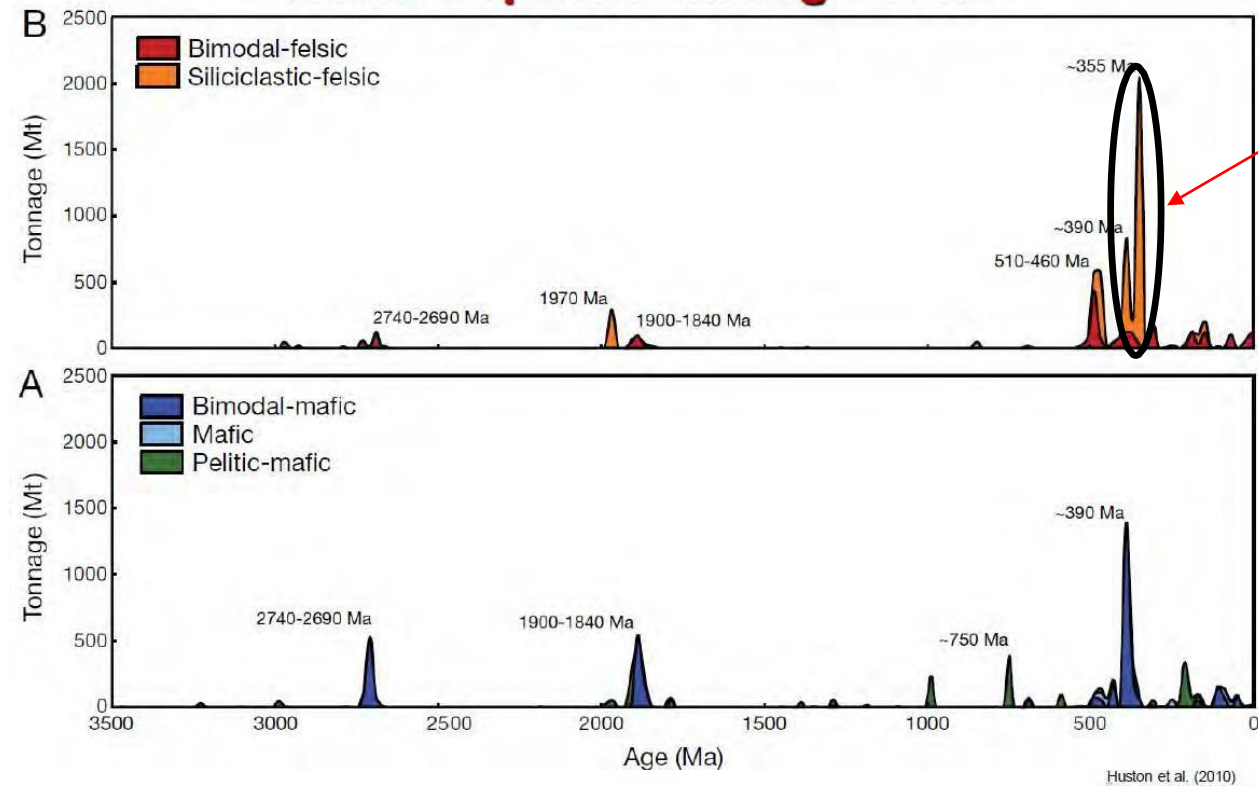 B
2500
2000
1500
1000
500
0
Tonnage (Mt)
Bimodal-felsic
Siliciclastic-felsic
~355 Ma
~390 Ma
510-460 Ma
1970 Ma
1900-1840 Ma
2740-2690 Ma
A
2500
2000
1500
1000
500
0
Tonnage (Mt)
Bimodal-mafic
Mafic
Pelitic-mafic
~390 Ma
2740-2690 Ma
1900-1840 Ma
~750 Ma
3500 3000 2500 2000 1500 1000 500 0
Age (Ma)
Huston et al. (2010)